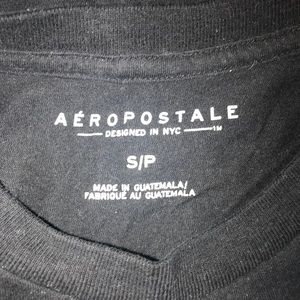 AÉROPOSTALE
DESIGNED IN NYC ™
S/P
MADE IN GUATEMALA/
FABRIQUÉ AU GUATEMALA